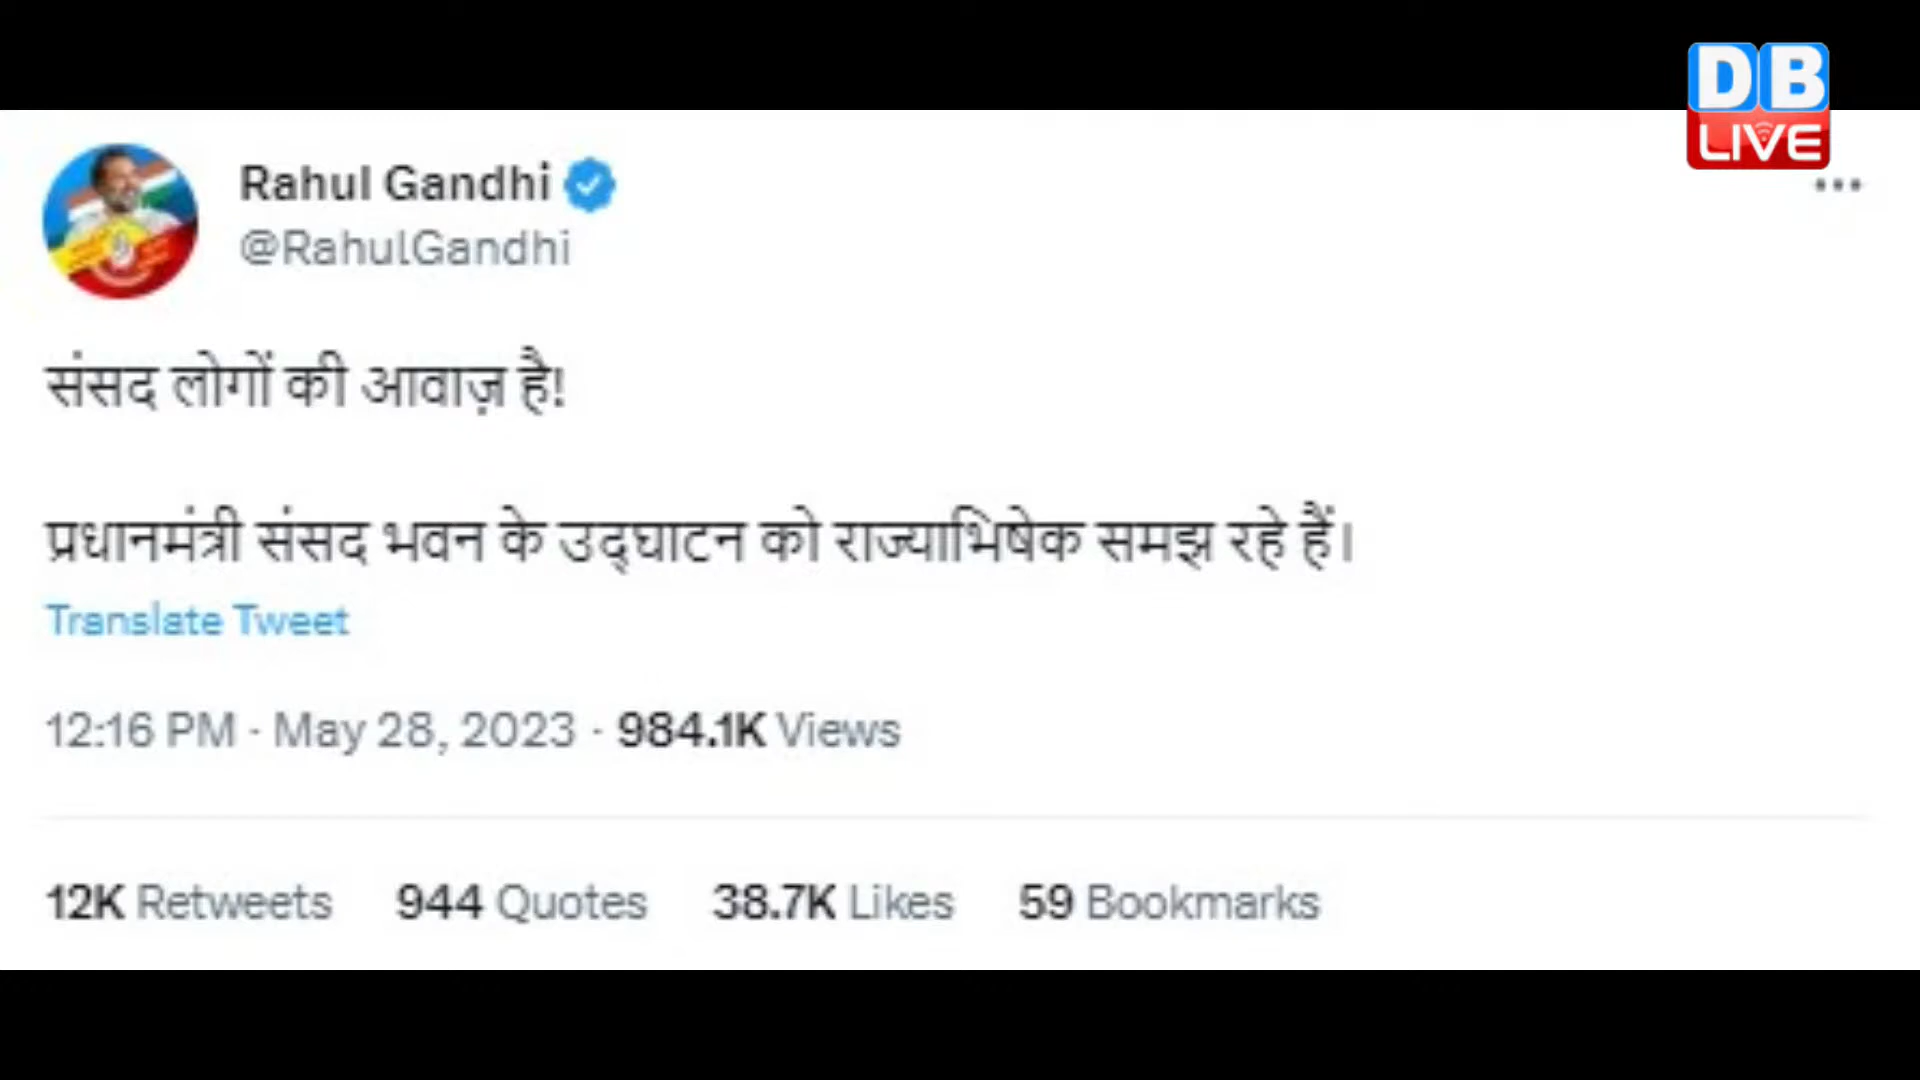 DB
LIVE
Rahul Gandhi
@RahulGandhi
संसद लोगों की आवाज़ है!
प्रधानमंत्री संसद भवन के उद्घाटन को राज्याभिषेक समझ रहे हैं।
Translate Tweet
12:16 PM · May 28, 2023 · 984.1K Views
12K Retweets 944 Quotes 38.7K Likes 59 Bookmarks